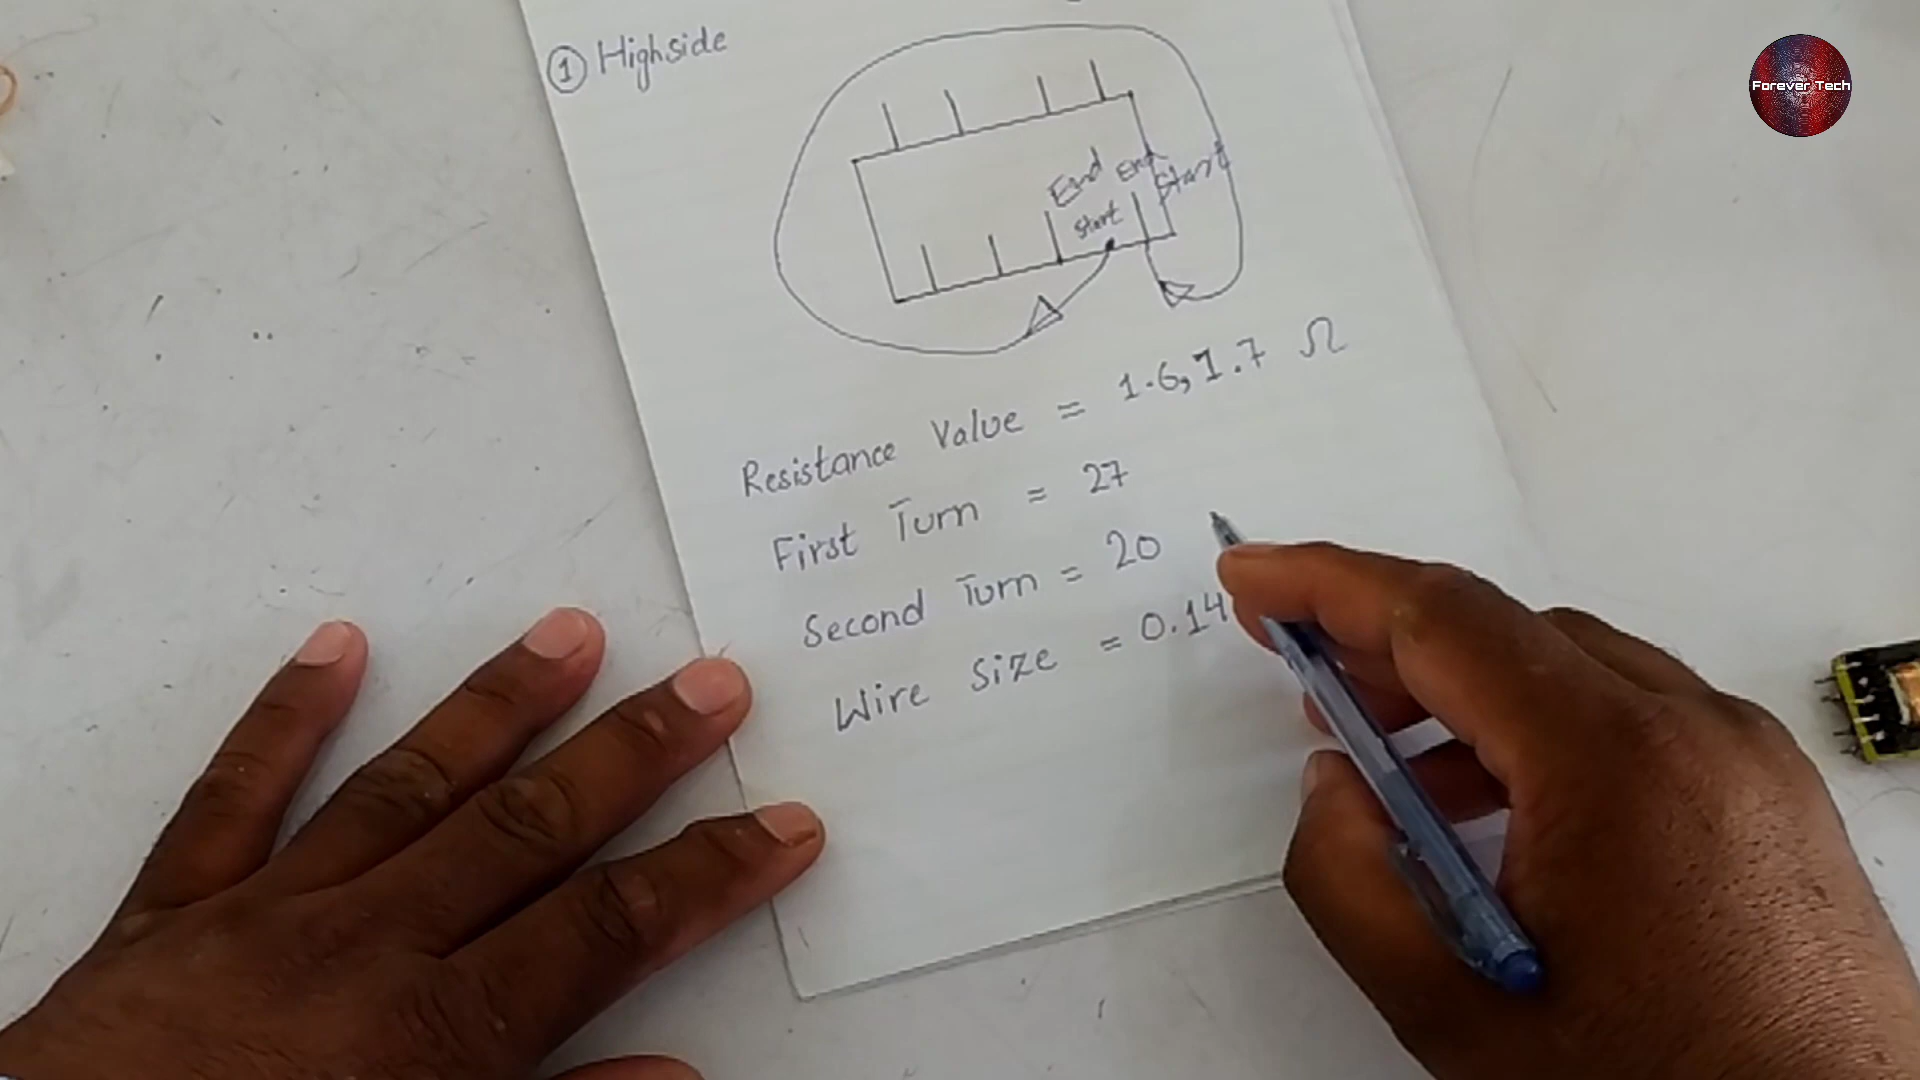 Forever Tech
① Highside
End End Start
Start
Resistance Value = 1.6, 1.7 Ω
First Turn = 27
Second Turn = 20
Wire Size = 0.14